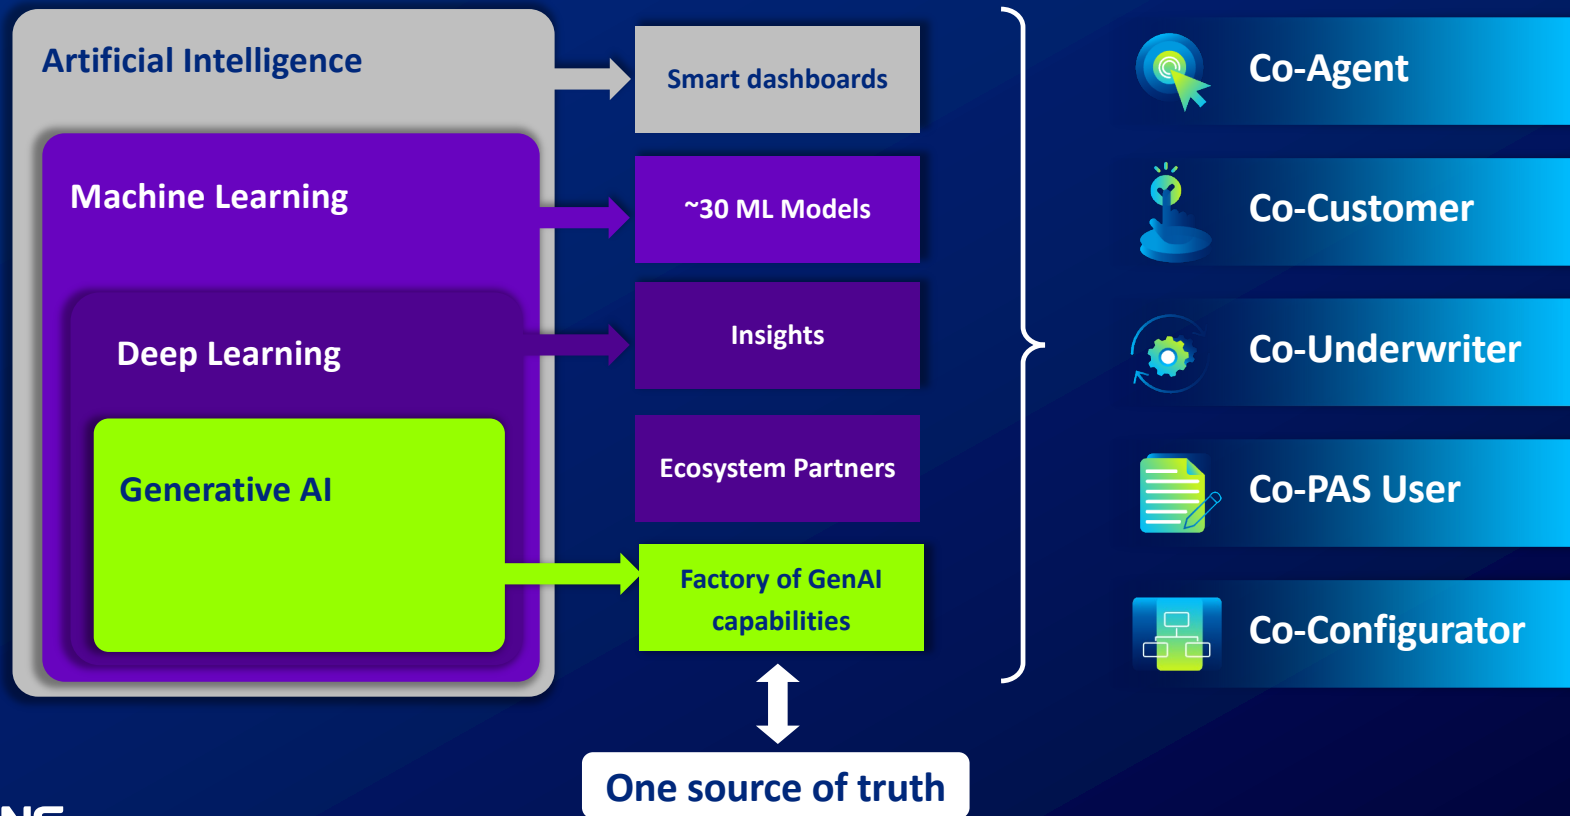 Artificial Intelligence
Machine Learning
Deep Learning
Generative AI
Smart dashboards
~30 ML Models
Insights
Ecosystem Partners
Factory of GenAI
capabilities
One source of truth
Co-Agent
Co-Customer
Co-Underwriter
Co-PAS User
Co-Configurator